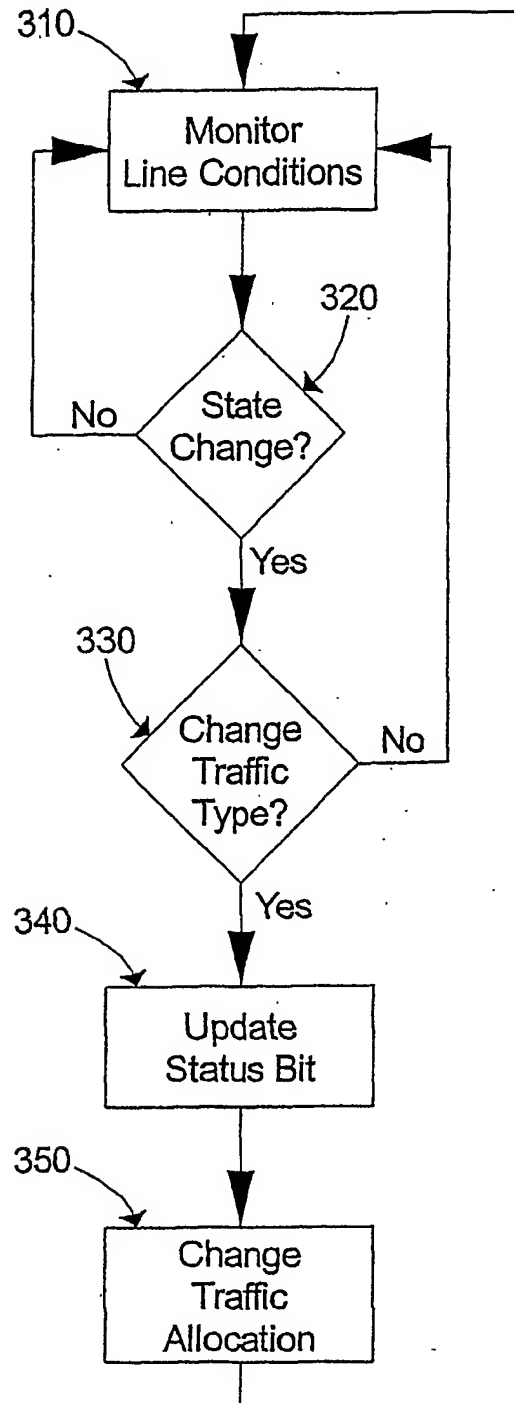 310
Monitor
Line Conditions
320
State
Change?
No
Yes
330
Change
Traffic
Type?
No
Yes
340
Update
Status Bit
350
Change
Traffic
Allocation